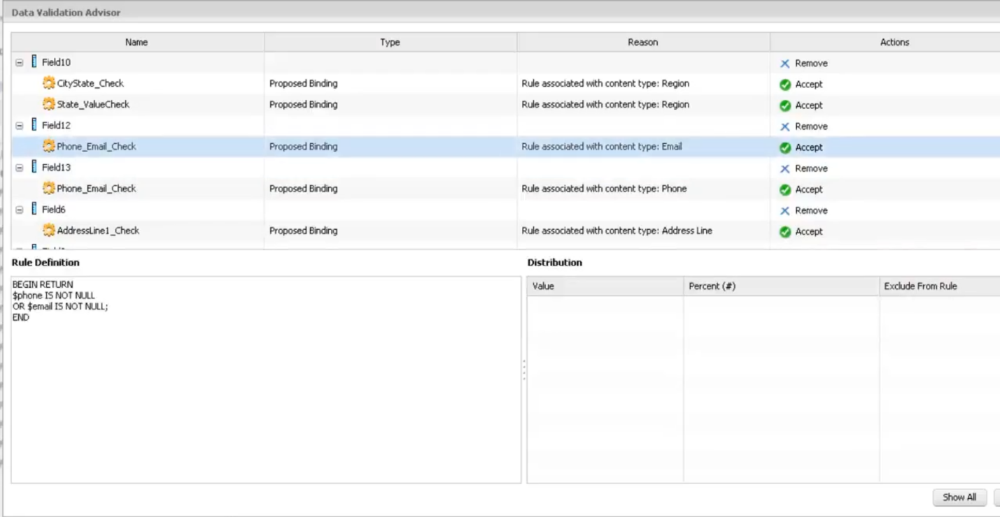 Data Validation Advisor
Name Type Reason Actions
Field10 Remove
CityState_Check Proposed Binding Rule associated with content type: Region Accept
State_ValueCheck Proposed Binding Rule associated with content type: Region Accept
Field12 Remove
Phone_Email_Check Proposed Binding Rule associated with content type: Email Accept
Field13 Remove
Phone_Email_Check Proposed Binding Rule associated with content type: Phone Accept
Field6 Remove
AddressLine1_Check Proposed Binding Rule associated with content type: Address Line Accept
Rule Definition
BEGIN RETURN
$phone IS NOT NULL
OR $email IS NOT NULL;
END
Distribution
Value Percent (#) Exclude From Rule
Show All